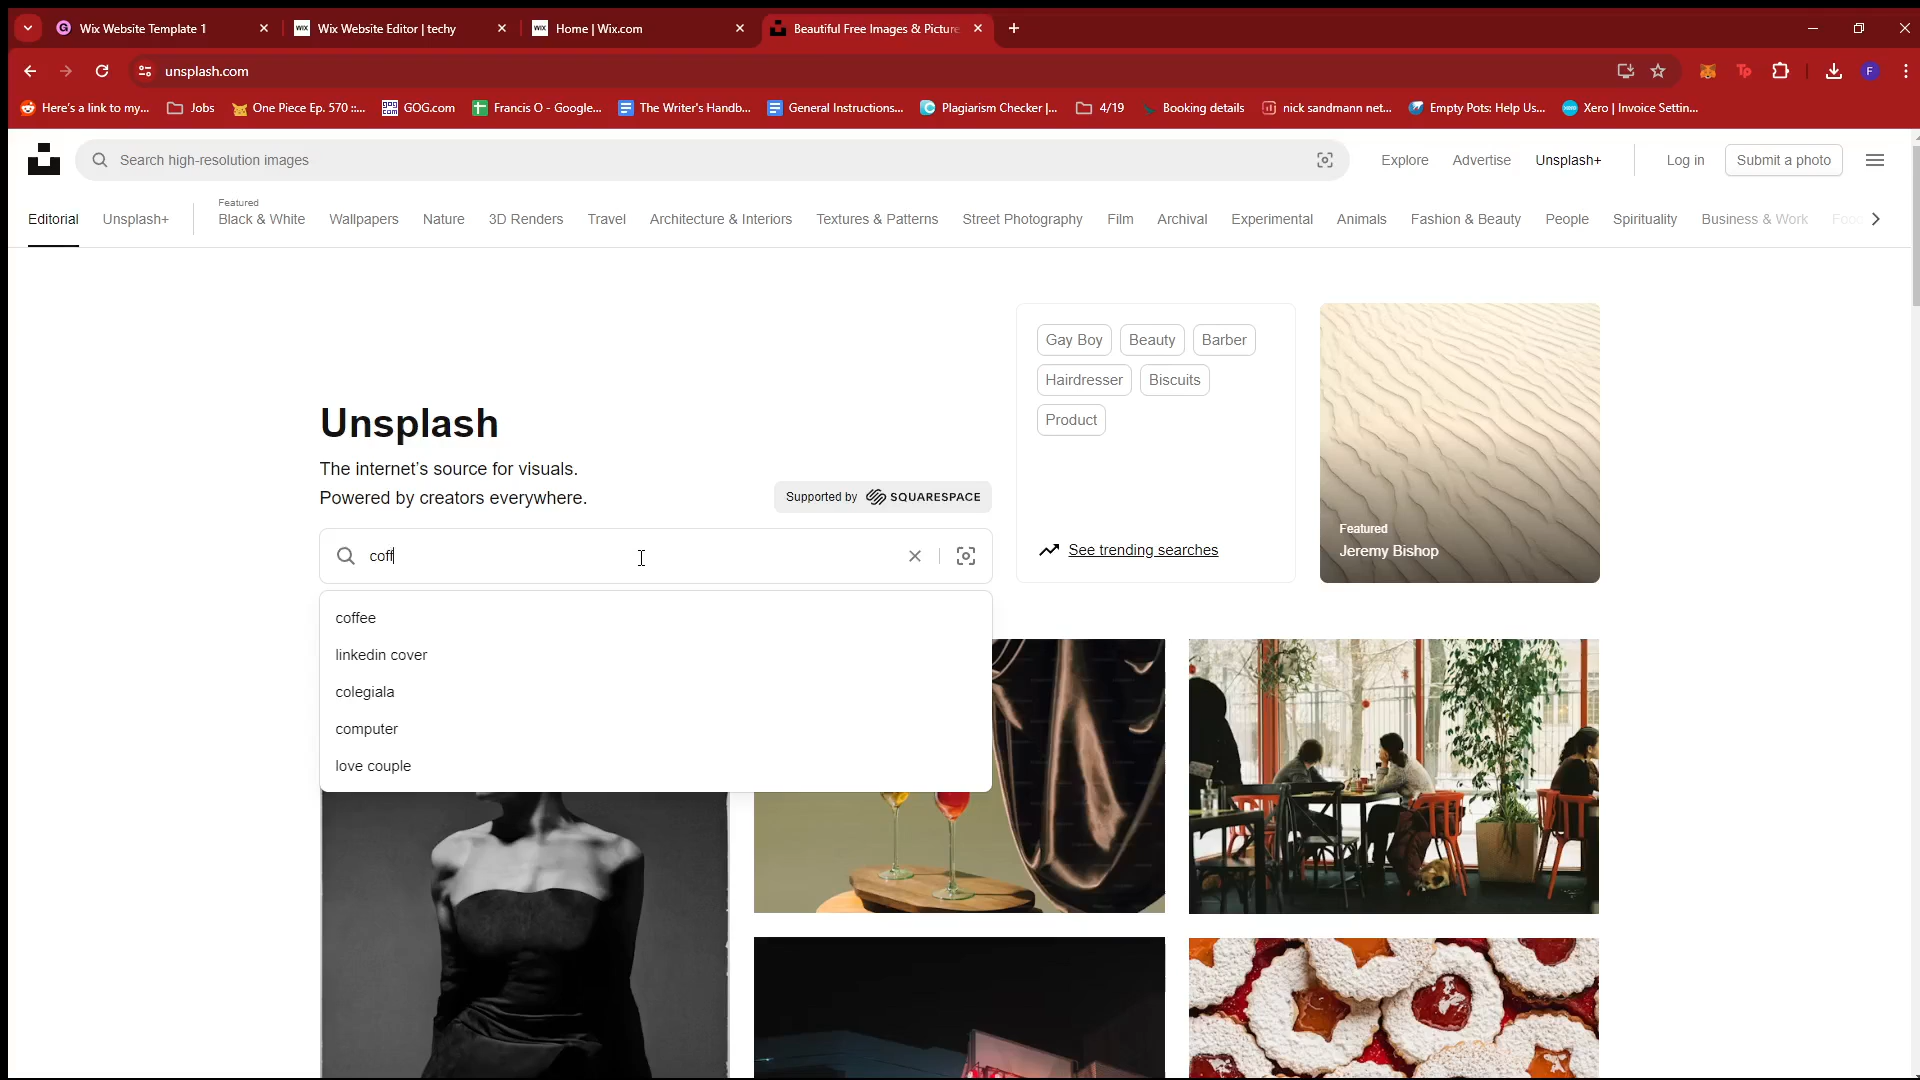 Wix Website Template 1
WIX Wix Website Editor | techy
WIX Home | Wix.com
Beautiful Free Images & Picture
unsplash.com
Tp
F
Here's a link to my...
Jobs
One Piece Ep. 570 ::...
GOG.com
Francis O - Google...
The Writer's Handb...
General Instructions...
Plagiarism Checker |...
4/19
Booking details
nick sandmann net...
Empty Pots: Help Us...
Xero | Invoice Settin...
Search high-resolution images
Explore
Advertise
Unsplash+
Log in
Submit a photo
Editorial
Unsplash+
Featured
Black & White
Wallpapers
Nature
3D Renders
Travel
Architecture & Interiors
Textures & Patterns
Street Photography
Film
Archival
Experimental
Animals
Fashion & Beauty
People
Spirituality
Business & Work
Foo
Unsplash
The internet's source for visuals.
Powered by creators everywhere.
Supported by SQUARESPACE
coff
coffee
linkedin cover
colegiala
computer
love couple
Gay Boy
Beauty
Barber
Hairdresser
Biscuits
Product
See trending searches
Featured
Jeremy Bishop